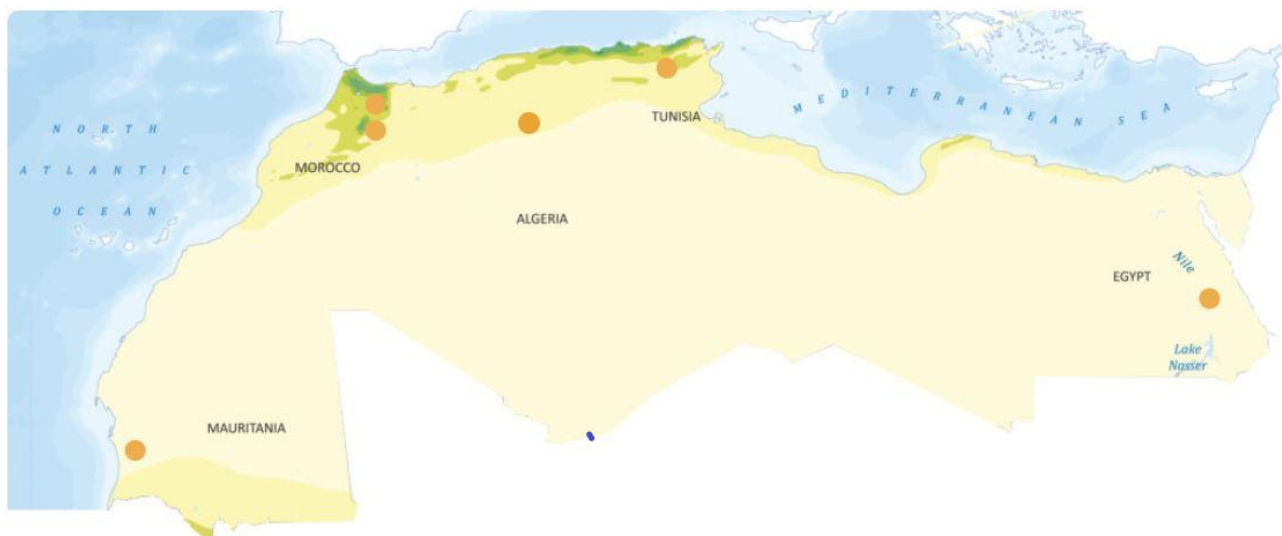 NORTH
ATLANTIC
OCEAN
MEDITERRANEAN SEA
TUNISIA
MOROCCO
ALGERIA
EGYPT
Nile
Lake
Nasser
MAURITANIA